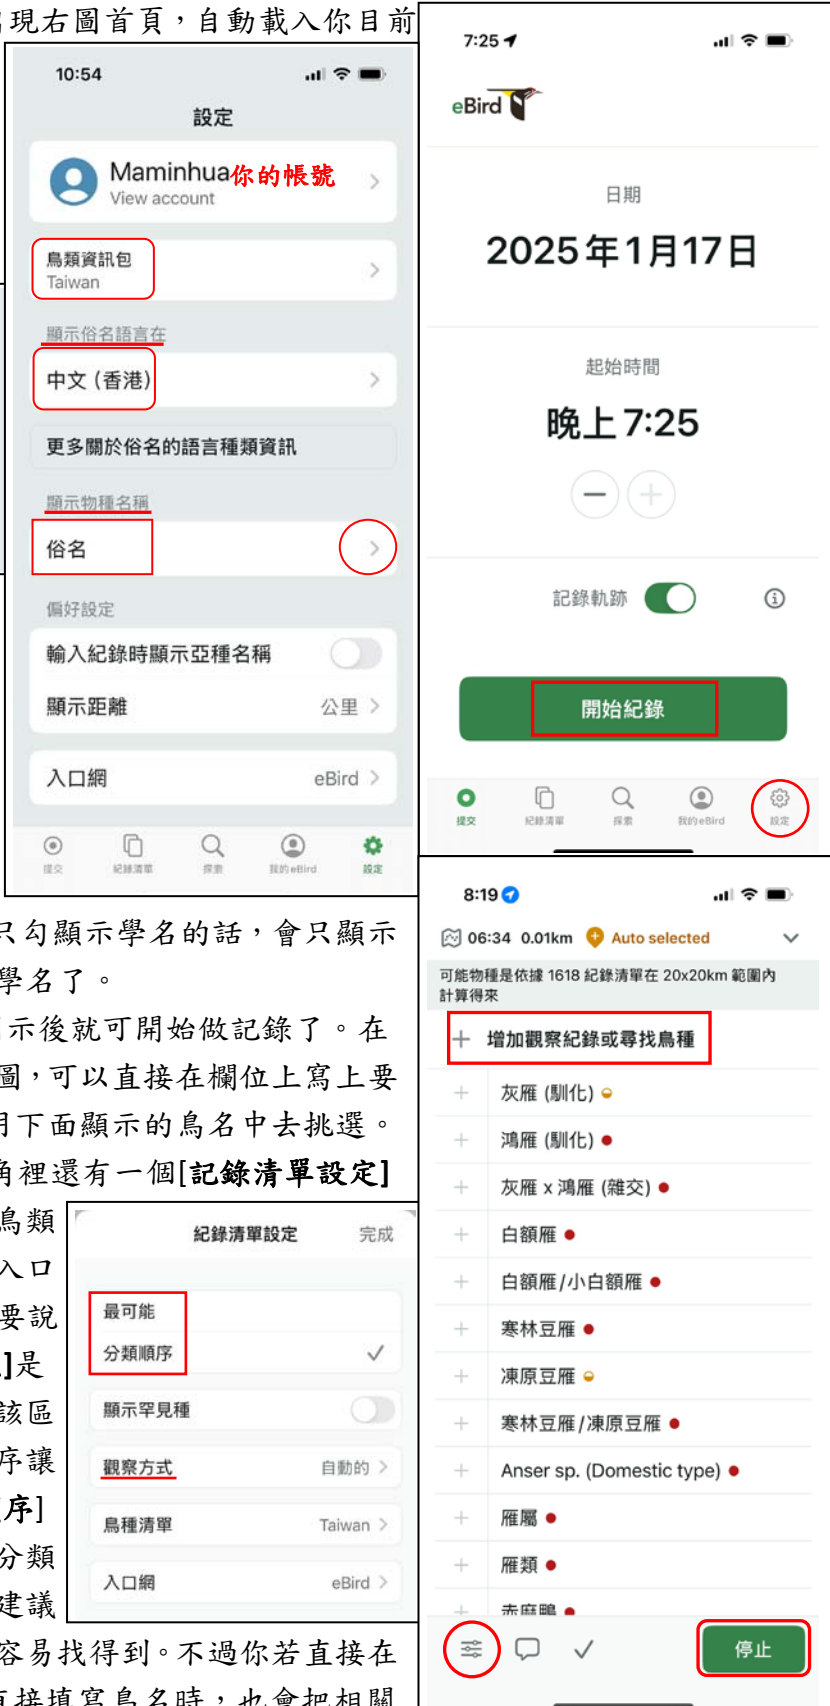 現右圖首頁，自動載入你目前
10:54
設定
Maminhua你的帳號
View account
鳥類資訊包
Taiwan
顯示俗名語言在
中文 (香港)
更多關於俗名的語言種類資訊
顯示物種名稱
俗名
偏好設定
輸入紀錄時顯示亞種名稱
顯示距離 公里
入口網 eBird
提交 紀錄清單 探索 我的 eBird 設定
7:25
eBird
日期
2025年1月17日
起始時間
晚上 7:25
記錄軌跡
開始紀錄
提交 紀錄清單 探索 我的 eBird 設定
只勾顯示學名的話，會只顯示
學名了。
示後就可開始做記錄了。在
圖，可以直接在欄位上寫上要
用下面顯示的鳥名中去挑選。
角裡還有一個[記錄清單設定]
鳥類
入口
要說
]是
該區
序讓
序]
分類
建議
容易找得到。不過你若直接在
直接填寫鳥名時，也會把相關
紀錄清單設定 完成
最可能
分類順序
顯示罕見種
觀察方式 自動的
鳥種清單 Taiwan
入口網 eBird
8:19
06:34 0.01km Auto selected
可能物種是依據 1618 紀錄清單在 20x20km 範圍內
計算得來
增加觀察紀錄或尋找鳥種
灰雁 (馴化)
鴻雁 (馴化)
灰雁 x 鴻雁 (雜交)
白額雁
白額雁/小白額雁
寒林豆雁
凍原豆雁
寒林豆雁/凍原豆雁
Anser sp. (Domestic type)
雁屬
雁類
赤麻鴨
停止